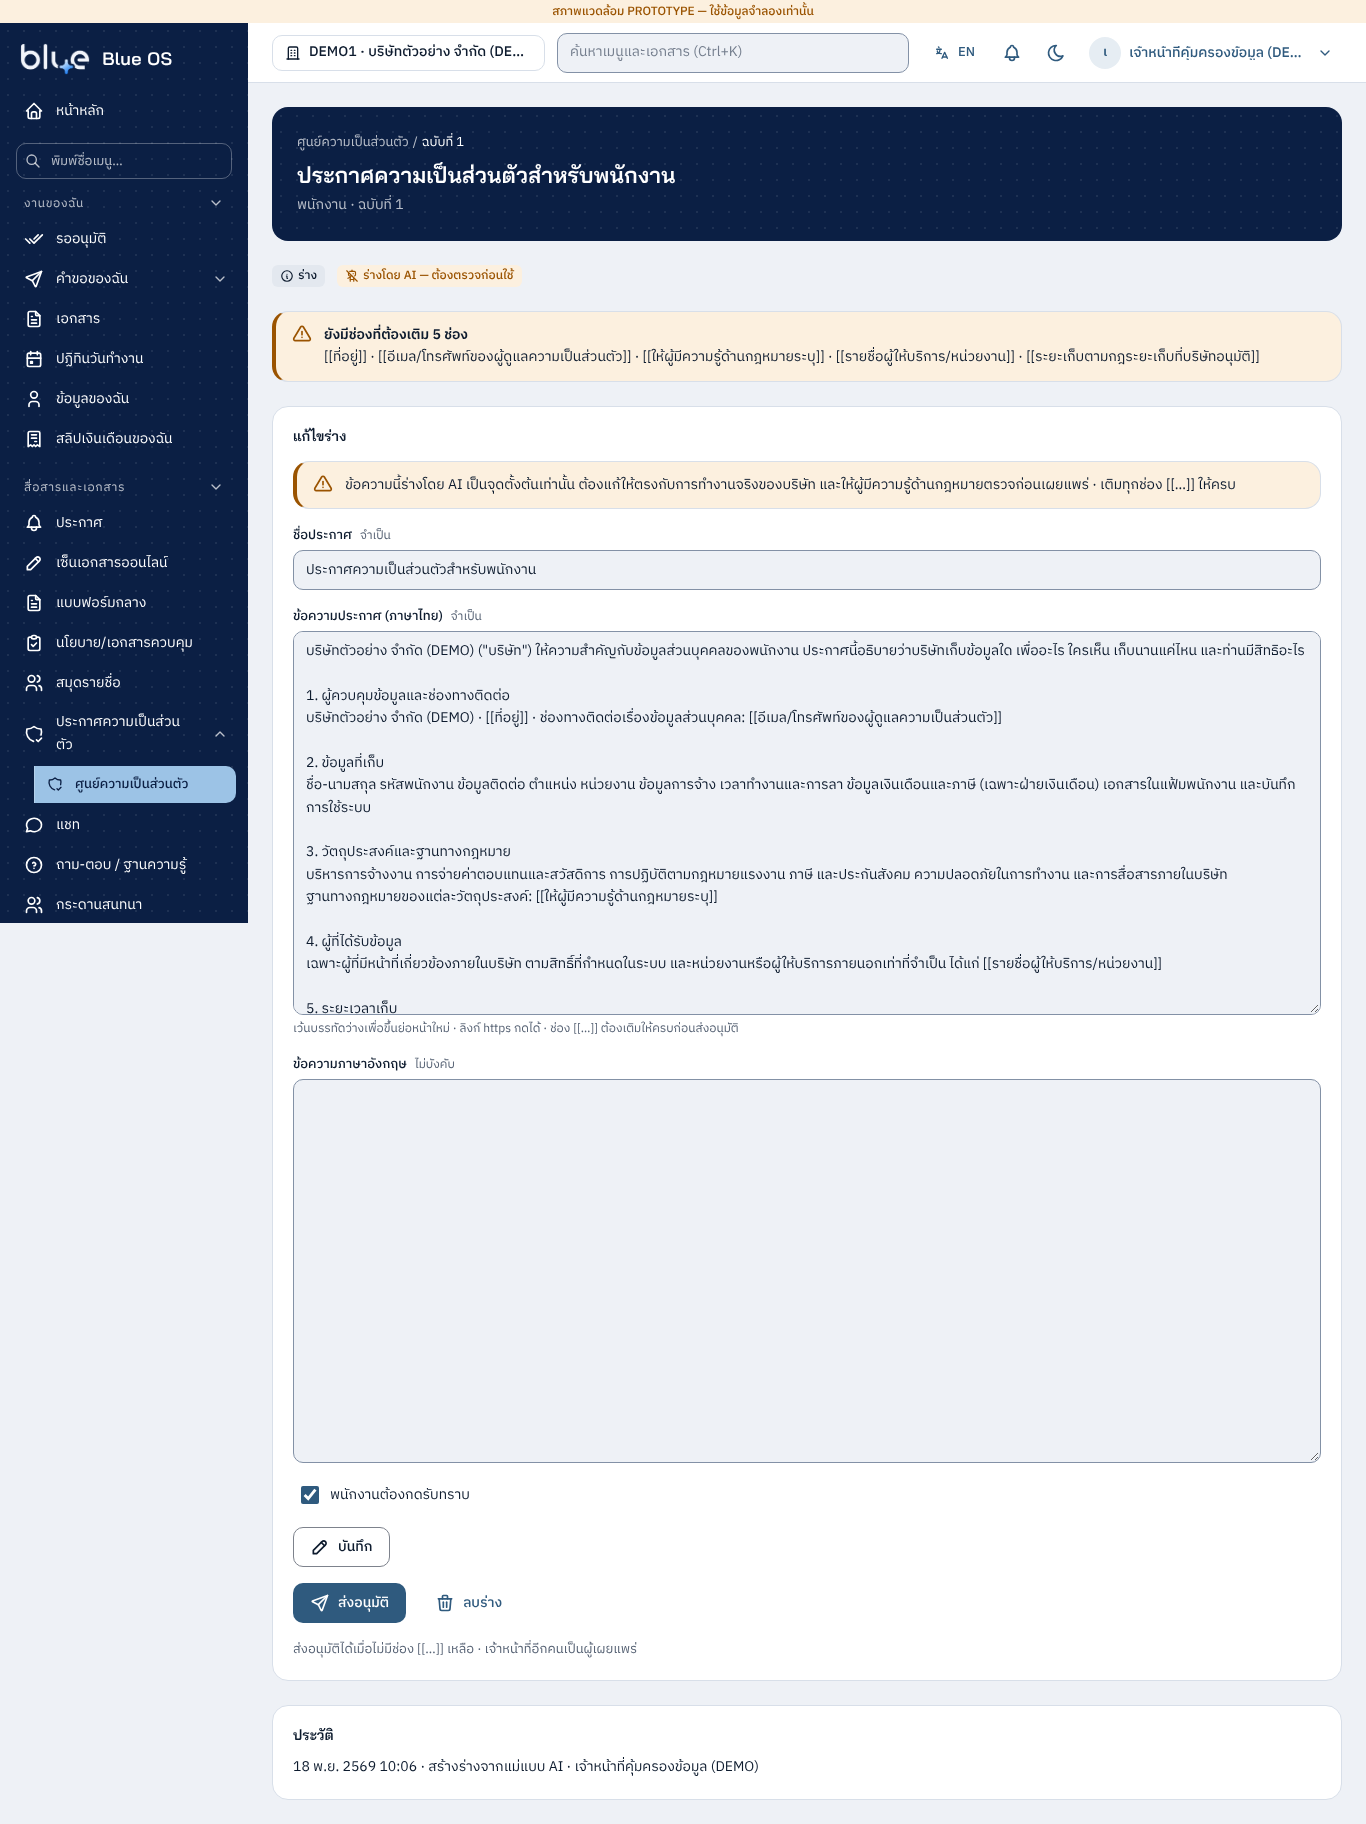 สภาพแวดล้อม PROTOTYPE — ใช้ข้อมูลจำลองเท่านั้น
blue Blue OS
หน้าหลัก
พิมพ์ชื่อเมนู...
งานของฉัน
รออนุมัติ
คำขอของฉัน
เอกสาร
ปฏิทินวันทำงาน
ข้อมูลของฉัน
สลิปเงินเดือนของฉัน
สื่อสารและเอกสาร
ประกาศ
เซ็นเอกสารออนไลน์
แบบฟอร์มกลาง
นโยบาย/เอกสารควบคุม
สมุดรายชื่อ
ประกาศความเป็นส่วน
ตัว
ศูนย์ความเป็นส่วนตัว
แชท
ถาม-ตอบ / ฐานความรู้
กระดานสนทนา
DEMO1 · บริษัทตัวอย่าง จำกัด (DE...
ค้นหาเมนูและเอกสาร (Ctrl+K)
EN
เ
เจ้าหน้าที่คุ้มครองข้อมูล (DE...
ศูนย์ความเป็นส่วนตัว / ฉบับที่ 1
ประกาศความเป็นส่วนตัวสำหรับพนักงาน
พนักงาน · ฉบับที่ 1
ร่าง
ร่างโดย AI — ต้องตรวจก่อนใช้
ยังมีช่องที่ต้องเติม 5 ช่อง
[[ที่อยู่]] · [[อีเมล/โทรศัพท์ของผู้ดูแลความเป็นส่วนตัว]] · [[ให้ผู้มีความรู้ด้านกฎหมายระบุ]] · [[รายชื่อผู้ให้บริการ/หน่วยงาน]] · [[ระยะเก็บตามกฎระยะเก็บที่บริษัทอนุมัติ]]
แก้ไขร่าง
ข้อความนี้ร่างโดย AI เป็นจุดตั้งต้นเท่านั้น ต้องแก้ให้ตรงกับการทำงานจริงของบริษัท และให้ผู้มีความรู้ด้านกฎหมายตรวจก่อนเผยแพร่ · เติมทุกช่อง [[...]] ให้ครบ
ชื่อประกาศ จำเป็น
ประกาศความเป็นส่วนตัวสำหรับพนักงาน
ข้อความประกาศ (ภาษาไทย) จำเป็น
บริษัทตัวอย่าง จำกัด (DEMO) ("บริษัท") ให้ความสำคัญกับข้อมูลส่วนบุคคลของพนักงาน ประกาศนี้อธิบายว่าบริษัทเก็บข้อมูลใด เพื่ออะไร ใครเห็น เก็บนานแค่ไหน และท่านมีสิทธิอะไร
1. ผู้ควบคุมข้อมูลและช่องทางติดต่อ
บริษัทตัวอย่าง จำกัด (DEMO) · [[ที่อยู่]] · ช่องทางติดต่อเรื่องข้อมูลส่วนบุคคล: [[อีเมล/โทรศัพท์ของผู้ดูแลความเป็นส่วนตัว]]
2. ข้อมูลที่เก็บ
ชื่อ-นามสกุล รหัสพนักงาน ข้อมูลติดต่อ ตำแหน่ง หน่วยงาน ข้อมูลการจ้าง เวลาทำงานและการลา ข้อมูลเงินเดือนและภาษี (เฉพาะฝ่ายเงินเดือน) เอกสารในแฟ้มพนักงาน และบันทึก
การใช้ระบบ
3. วัตถุประสงค์และฐานทางกฎหมาย
บริหารการจ้างงาน การจ่ายค่าตอบแทนและสวัสดิการ การปฏิบัติตามกฎหมายแรงงาน ภาษี และประกันสังคม ความปลอดภัยในการทำงาน และการสื่อสารภายในบริษัท
ฐานทางกฎหมายของแต่ละวัตถุประสงค์: [[ให้ผู้มีความรู้ด้านกฎหมายระบุ]]
4. ผู้ที่ได้รับข้อมูล
เฉพาะผู้ที่มีหน้าที่เกี่ยวข้องภายในบริษัท ตามสิทธิ์ที่กำหนดในระบบ และหน่วยงานหรือผู้ให้บริการภายนอกเท่าที่จำเป็น ได้แก่ [[รายชื่อผู้ให้บริการ/หน่วยงาน]]
5. ระยะเวลาเก็บ
เว้นบรรทัดว่างเพื่อขึ้นย่อหน้าใหม่ · ลิงก์ https กดได้ · ช่อง [[...]] ต้องเติมให้ครบก่อนส่งอนุมัติ
ข้อความภาษาอังกฤษ ไม่บังคับ
พนักงานต้องกดรับทราบ
บันทึก
ส่งอนุมัติ
ลบร่าง
ส่งอนุมัติได้เมื่อไม่มีช่อง [[...]] เหลือ · เจ้าหน้าที่อีกคนเป็นผู้เผยแพร่
ประวัติ
18 พ.ย. 2569 10:06 · สร้างร่างจากแม่แบบ AI · เจ้าหน้าที่คุ้มครองข้อมูล (DEMO)